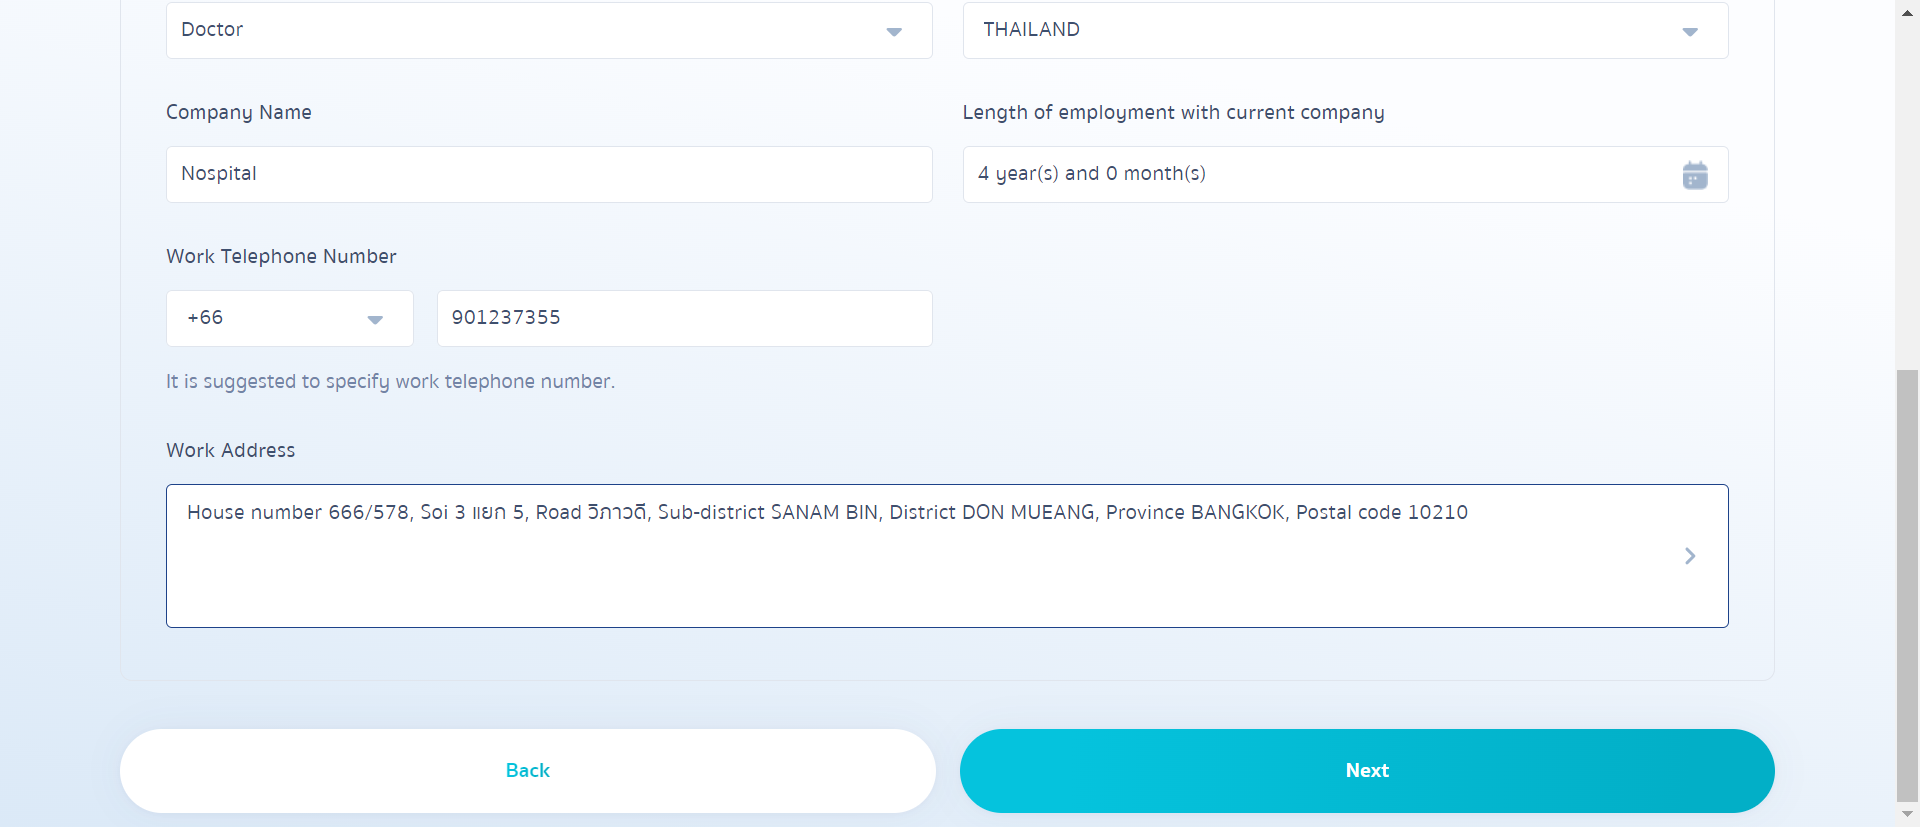 Doctor
THAILAND
Company Name
Length of employment with current company
Nospital
4 year(s) and 0 month(s)
Work Telephone Number
+66
901237355
It is suggested to specify work telephone number.
Work Address
House number 666/578, Soi 3 แยก 5, Road วิภาวดี, Sub-district SANAM BIN, District DON MUEANG, Province BANGKOK, Postal code 10210
Back
Next